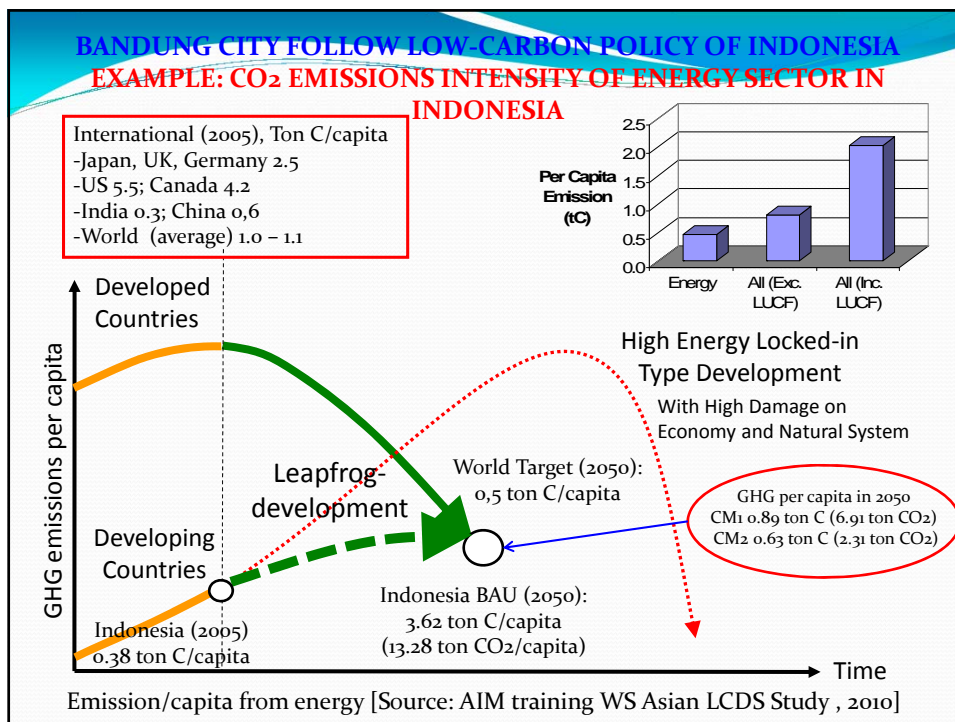 BANDUNG CITY FOLLOW LOW-CARBON POLICY OF INDONESIA
EXAMPLE: CO2 EMISSIONS INTENSITY OF ENERGY SECTOR IN
INDONESIA
International (2005), Ton C/capita
-Japan, UK, Germany 2.5
-US 5.5; Canada 4.2
-India 0.3; China 0,6
-World (average) 1.0 – 1.1
Per Capita
Emission
(tC)
2.5
2.0
1.5
1.0
0.5
0.0
Energy
All (Exc.
LUCF)
All (Inc.
LUCF)
Developed
Countries
GHG emissions per capita
High Energy Locked-in
Type Development
With High Damage on
Economy and Natural System
Leapfrog-
development
World Target (2050):
0,5 ton C/capita
GHG per capita in 2050
CM1 0.89 ton C (6.91 ton CO2)
CM2 0.63 ton C (2.31 ton CO2)
Developing
Countries
Indonesia (2005)
0.38 ton C/capita
Indonesia BAU (2050):
3.62 ton C/capita
(13.28 ton CO2/capita)
Time
Emission/capita from energy [Source: AIM training WS Asian LCDS Study , 2010]